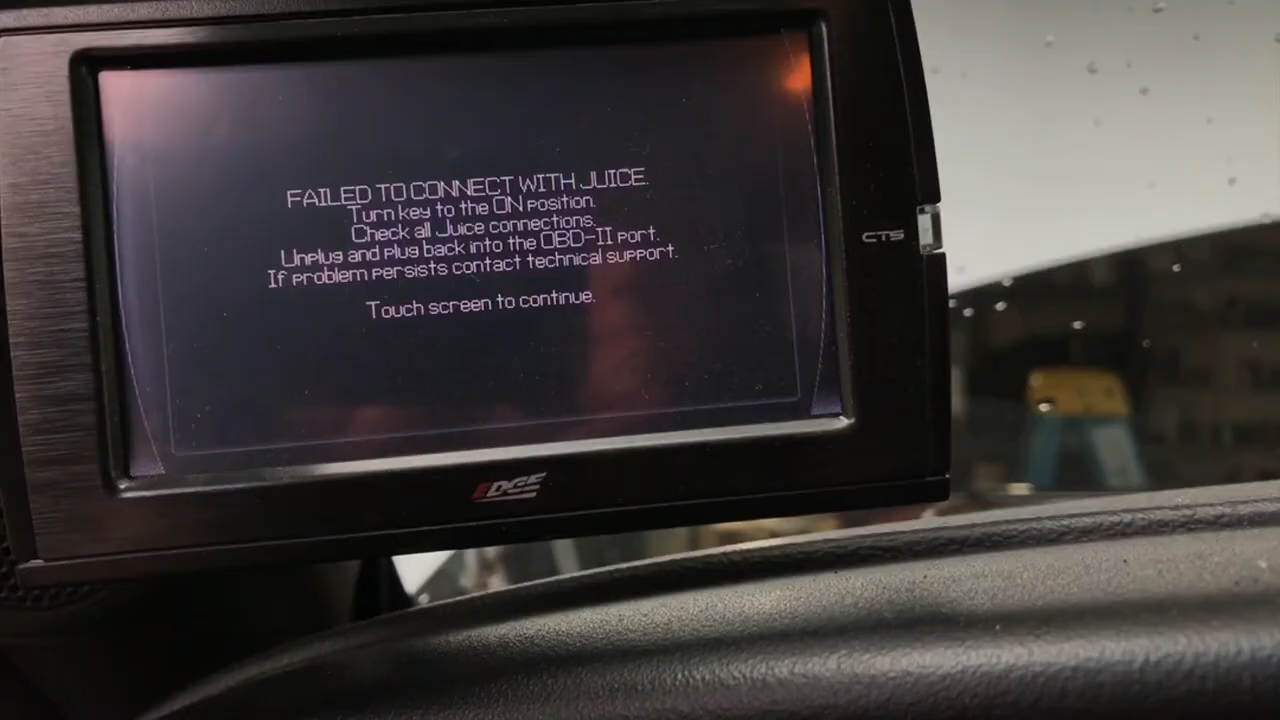 FAILED TO CONNECT WITH JUICE.
Turn key to the ON position.
Check all Juice connections.
Unplug and plug back into the OBD-II port.
If problem persists contact technical support.
Touch screen to continue.
CTS
EDGE